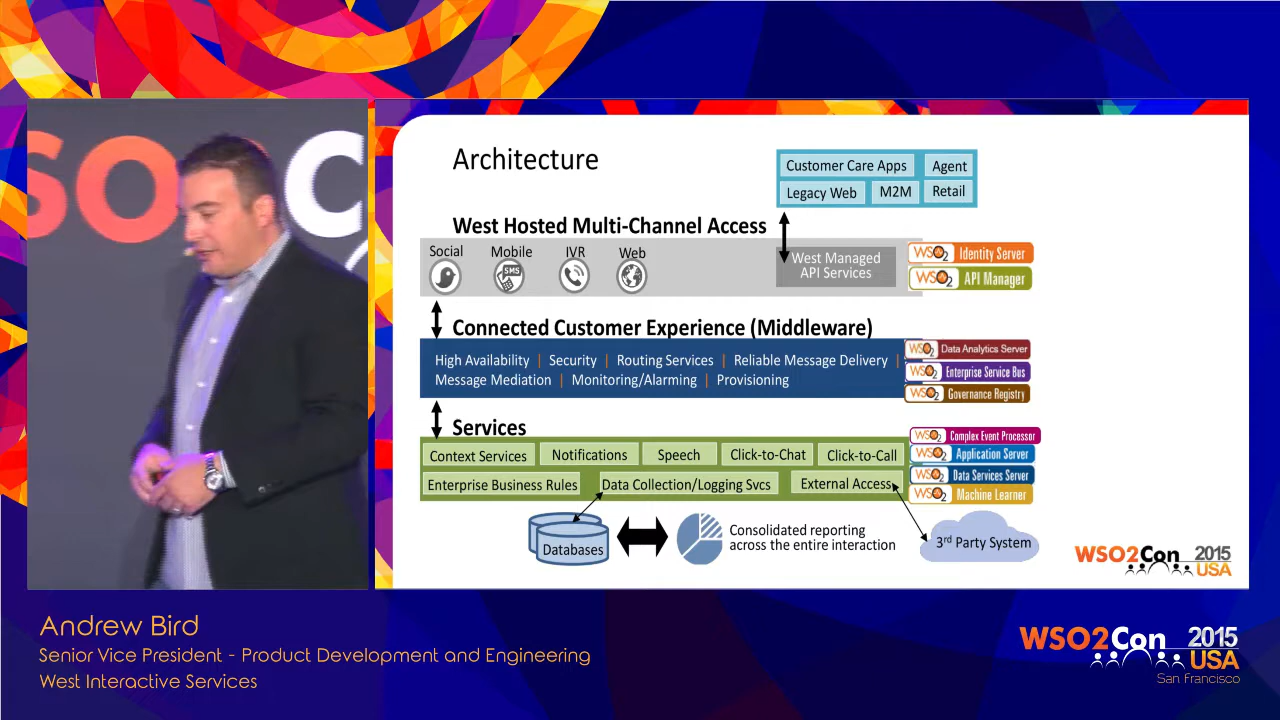 SO C
Architecture
Customer Care Apps
Agent
Legacy Web
M2M
Retail
West Hosted Multi-Channel Access
Social
Mobile
IVR
Web
SMS
West Managed
API Services
WSO2 Identity Server
WSO2 API Manager
Connected Customer Experience (Middleware)
High Availability | Security | Routing Services | Reliable Message Delivery |
Message Mediation | Monitoring/Alarming | Provisioning
WSO2 Data Analytics Server
WSO2 Enterprise Service Bus
WSO2 Governance Registry
Services
Context Services
Notifications
Speech
Click-to-Chat
Click-to-Call
Enterprise Business Rules
Data Collection/Logging Svcs
External Access
WSO2 Complex Event Processor
WSO2 Application Server
WSO2 Data Services Server
WSO2 Machine Learner
Databases
Consolidated reporting
across the entire interaction
3rd Party System
WSO2Con 2015
USA
Andrew Bird
Senior Vice President - Product Development and Engineering
West Interactive Services
WSO2Con 2015
USA
San Francisco